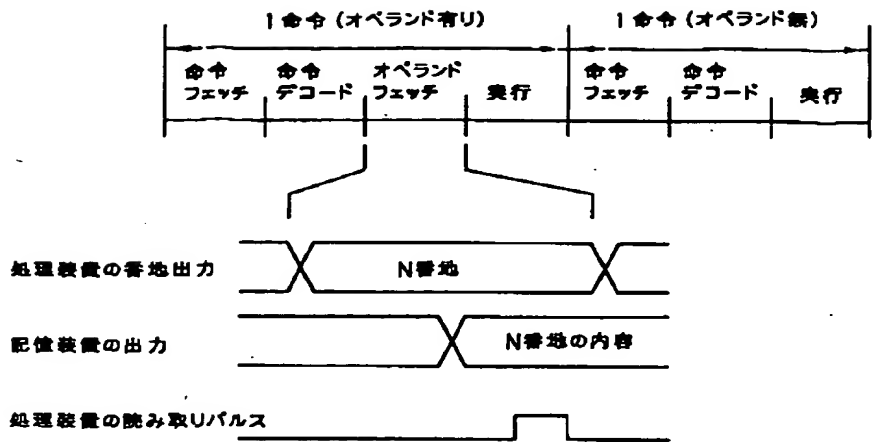 1命令(オペランド有り)
1命令(オペランド無)
命令
フェッチ
命令
デコード
オペランド
フェッチ
実行
命令
フェッチ
命令
デコード
実行
処理装置の番地出力
N番地
記憶装置の出力
N番地の内容
処理装置の読み取りパルス